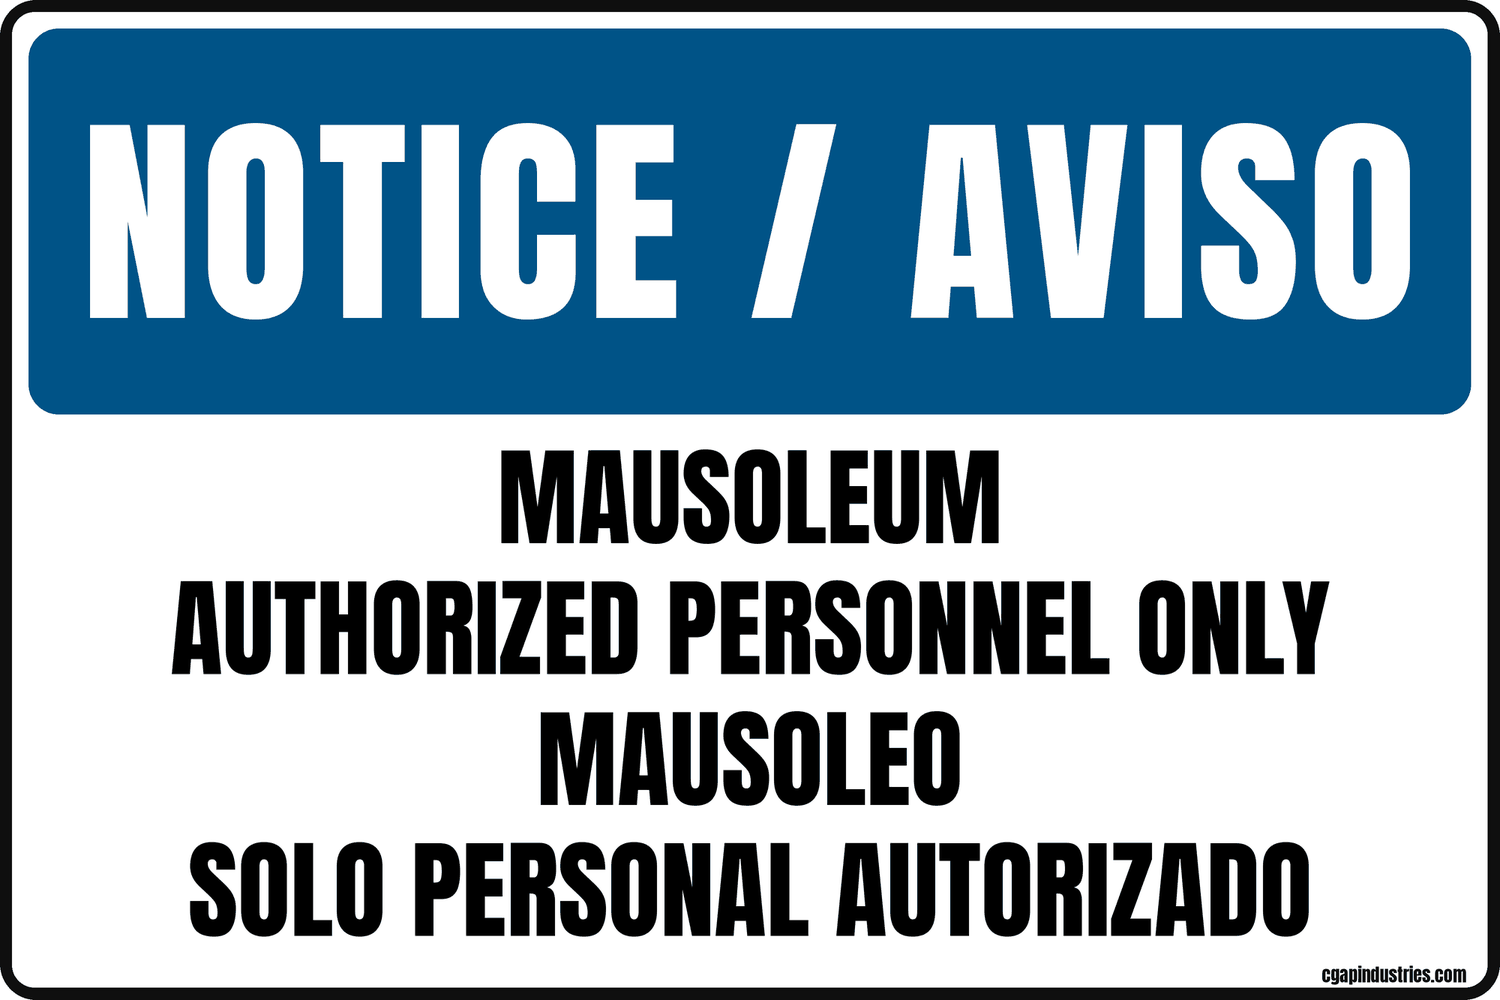 NOTICE / AVISO
MAUSOLEUM
AUTHORIZED PERSONNEL ONLY
MAUSOLEO
SOLO PERSONAL AUTORIZADO
cgapindustries.com